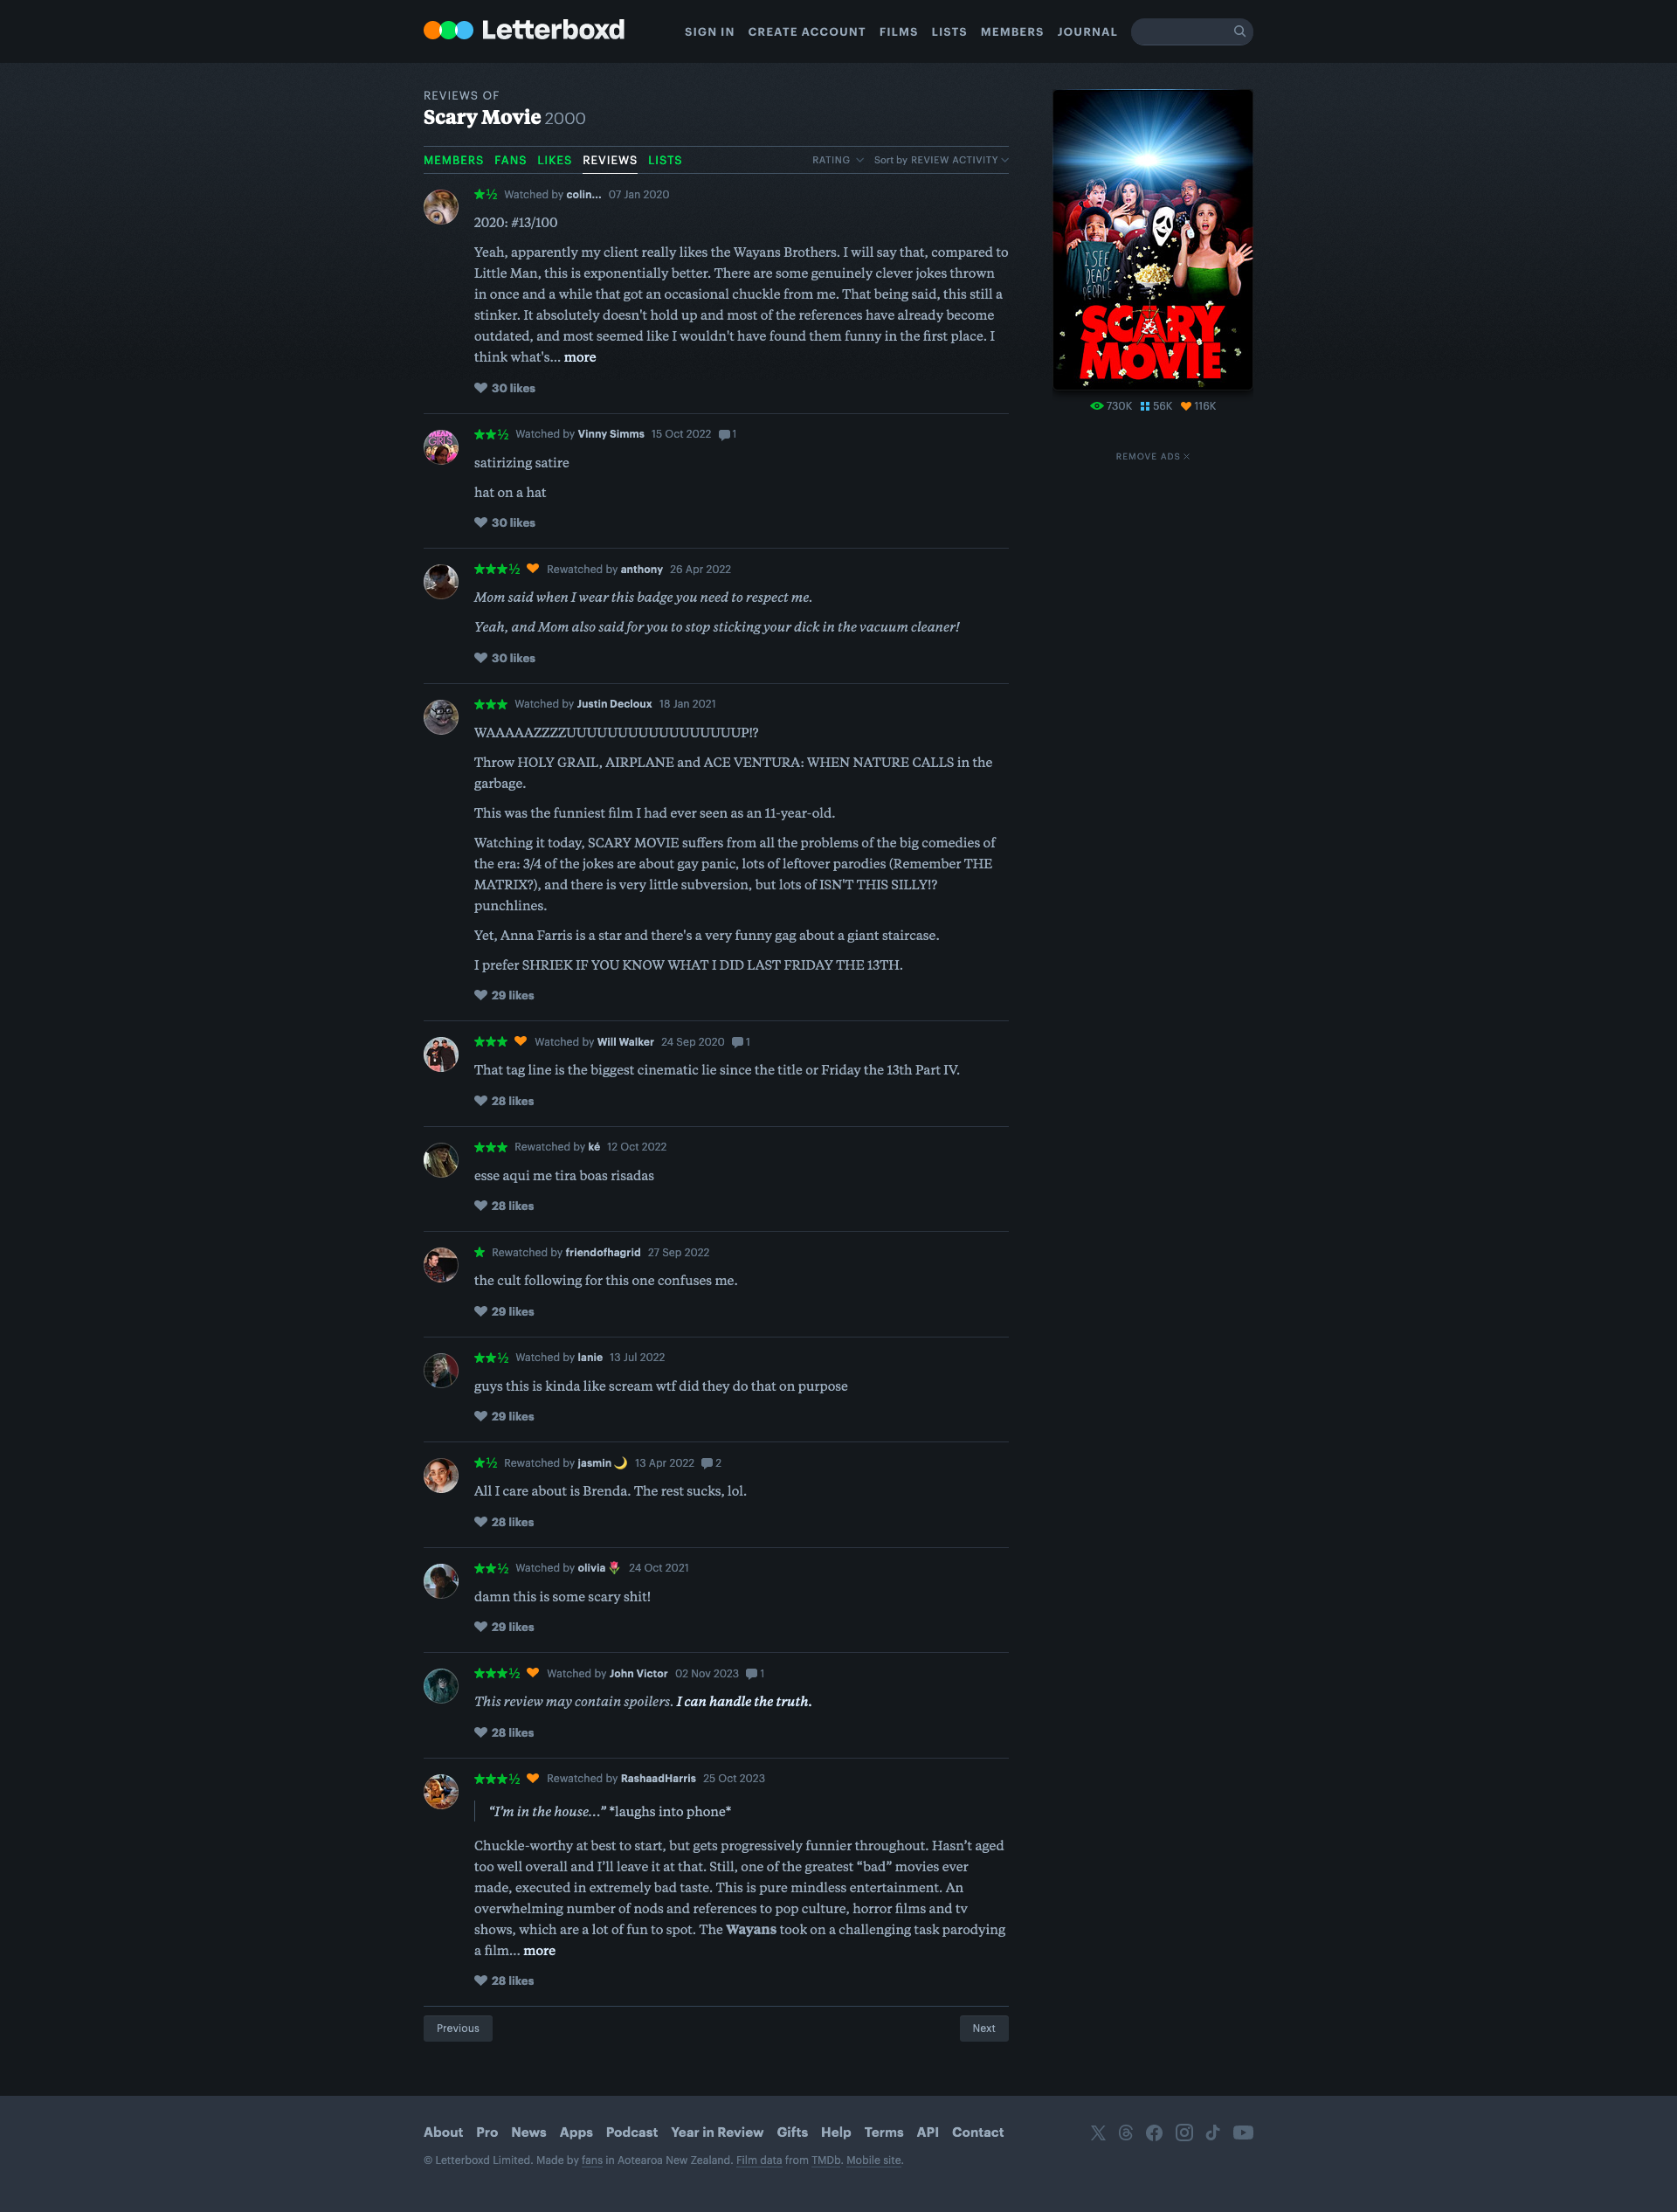 Letterboxd
SIGN IN CREATE ACCOUNT FILMS LISTS MEMBERS JOURNAL
REVIEWS OF
Scary Movie 2000
MEMBERS FANS LIKES REVIEWS LISTS RATING Sort by REVIEW ACTIVITY
★½ Watched by colin... 07 Jan 2020
2020: #13/100
Yeah, apparently my client really likes the Wayans Brothers. I will say that, compared to
Little Man, this is exponentially better. There are some genuinely clever jokes thrown
in once and a while that got an occasional chuckle from me. That being said, this still a
stinker. It absolutely doesn't hold up and most of the references have already become
outdated, and most seemed like I wouldn't have found them funny in the first place. I
think what's... more
30 likes
★★½ Watched by Vinny Simms 15 Oct 2022 1
satirizing satire
hat on a hat
30 likes
★★★½ Rewatched by anthony 26 Apr 2022
Mom said when I wear this badge you need to respect me.
Yeah, and Mom also said for you to stop sticking your dick in the vacuum cleaner!
30 likes
★★★ Watched by Justin Decloux 18 Jan 2021
WAAAAAZZZZUUUUUUUUUUUUUUUUUP!?
Throw HOLY GRAIL, AIRPLANE and ACE VENTURA: WHEN NATURE CALLS in the
garbage.
This was the funniest film I had ever seen as an 11-year-old.
Watching it today, SCARY MOVIE suffers from all the problems of the big comedies of
the era: 3/4 of the jokes are about gay panic, lots of leftover parodies (Remember THE
MATRIX?), and there is very little subversion, but lots of ISN'T THIS SILLY!?
punchlines.
Yet, Anna Farris is a star and there's a very funny gag about a giant staircase.
I prefer SHRIEK IF YOU KNOW WHAT I DID LAST FRIDAY THE 13TH.
29 likes
★★★ Watched by Will Walker 24 Sep 2020 1
That tag line is the biggest cinematic lie since the title or Friday the 13th Part IV.
28 likes
★★★ Rewatched by ké 12 Oct 2022
esse aqui me tira boas risadas
28 likes
★ Rewatched by friendofhagrid 27 Sep 2022
the cult following for this one confuses me.
29 likes
★★½ Watched by lanie 13 Jul 2022
guys this is kinda like scream wtf did they do that on purpose
29 likes
★½ Rewatched by jasmin🌙 13 Apr 2022 2
All I care about is Brenda. The rest sucks, lol.
28 likes
★★½ Watched by olivia🌷 24 Oct 2021
damn this is some scary shit!
29 likes
★★★½ Watched by John Victor 02 Nov 2023 1
This review may contain spoilers. I can handle the truth.
28 likes
★★★½ Rewatched by RashaadHarris 25 Oct 2023
“I’m in the house…” *laughs into phone*
Chuckle-worthy at best to start, but gets progressively funnier throughout. Hasn’t aged
too well overall and I’ll leave it at that. Still, one of the greatest “bad” movies ever
made, executed in extremely bad taste. This is pure mindless entertainment. An
overwhelming number of nods and references to pop culture, horror films and tv
shows, which are a lot of fun to spot. The Wayans took on a challenging task parodying
a film... more
28 likes
Previous Next
I SEE
DEAD
PEOPLE
SCARY
MOVIE
730K 56K 116K
REMOVE ADS
About Pro News Apps Podcast Year in Review Gifts Help Terms API Contact
© Letterboxd Limited. Made by fans in Aotearoa New Zealand. Film data from TMDb. Mobile site.